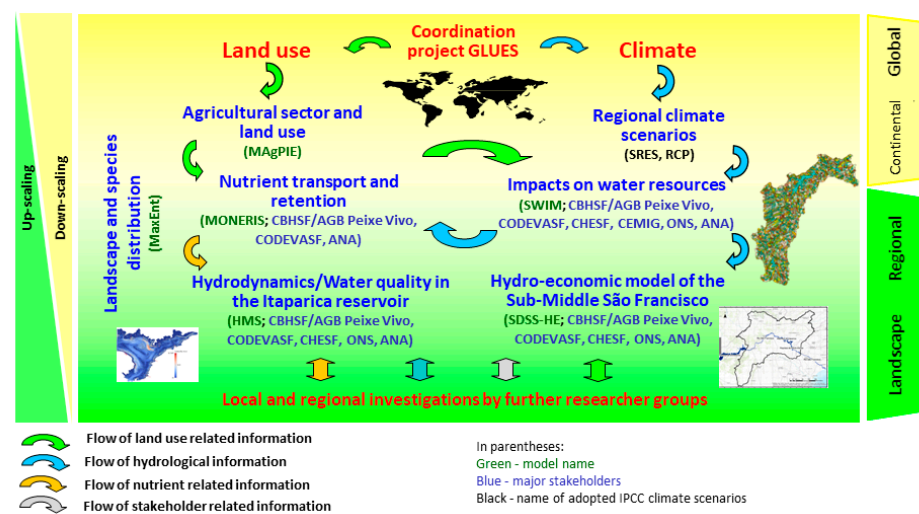 Coordination
project GLUES
Land use
Climate
Agricultural sector and
land use
(MAgPIE)
Regional climate
scenarios
(SRES, RCP)
Nutrient transport and
retention
(MONERIS; CBHSF/AGB Peixe Vivo,
CODEVASF, ANA)
Impacts on water resources
(SWIM; CBHSF/AGB Peixe Vivo,
CODEVASF, CHESF, CEMIG, ONS, ANA)
Hydrodynamics/Water quality in
the Itaparica reservoir
(HMS; CBHSF/AGB Peixe Vivo,
CODEVASF, CHESF, ONS, ANA)
Hydro-economic model of the
Sub-Middle São Francisco
(SDSS-HE; CBHSF/AGB Peixe Vivo,
CODEVASF, CHESF, ONS, ANA)
Local and regional investigations by further researcher groups
Up-scaling
Down-scaling
Landscape and species
distribution
(MaxEnt)
Global
Continental
Regional
Landscape
Flow of land use related information
Flow of hydrological information
Flow of nutrient related information
Flow of stakeholder related information
In parentheses:
Green - model name
Blue - major stakeholders
Black - name of adopted IPCC climate scenarios